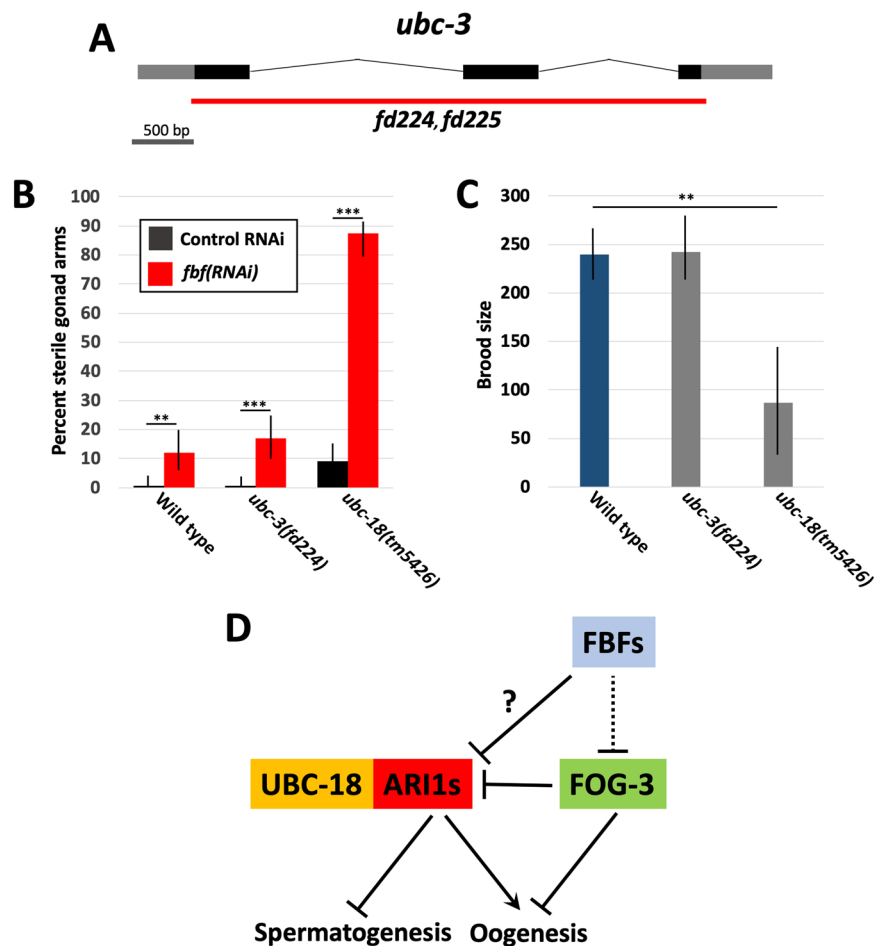 A
ubc-3
fd224, fd225
500 bp
B
Percent sterile gonad arms
100
90
80
70
60
50
40
30
20
10
0
Control RNAi
fbf(RNAi)
**
***
***
Wild type
ubc-3(fd224)
ubc-18(tm5426)
C
Brood size
300
250
200
150
100
50
0
**
Wild type
ubc-3(fd224)
ubc-18(tm5426)
D
FBFs
?
UBC-18 ARI1s
FOG-3
Spermatogenesis Oogenesis